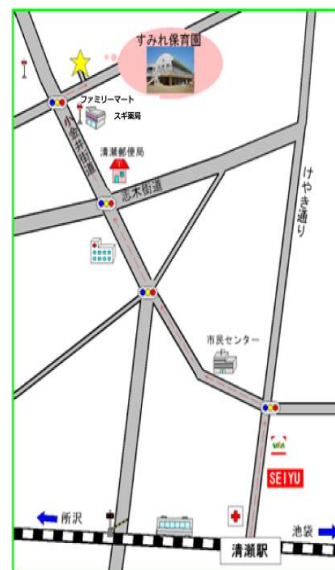 すみれ保育園
ファミリーマート
スギ薬局
小金井街道
清瀬郵便局
志木街道
けやき通り
市民センター
SEIYU
所沢
池袋
清瀬駅